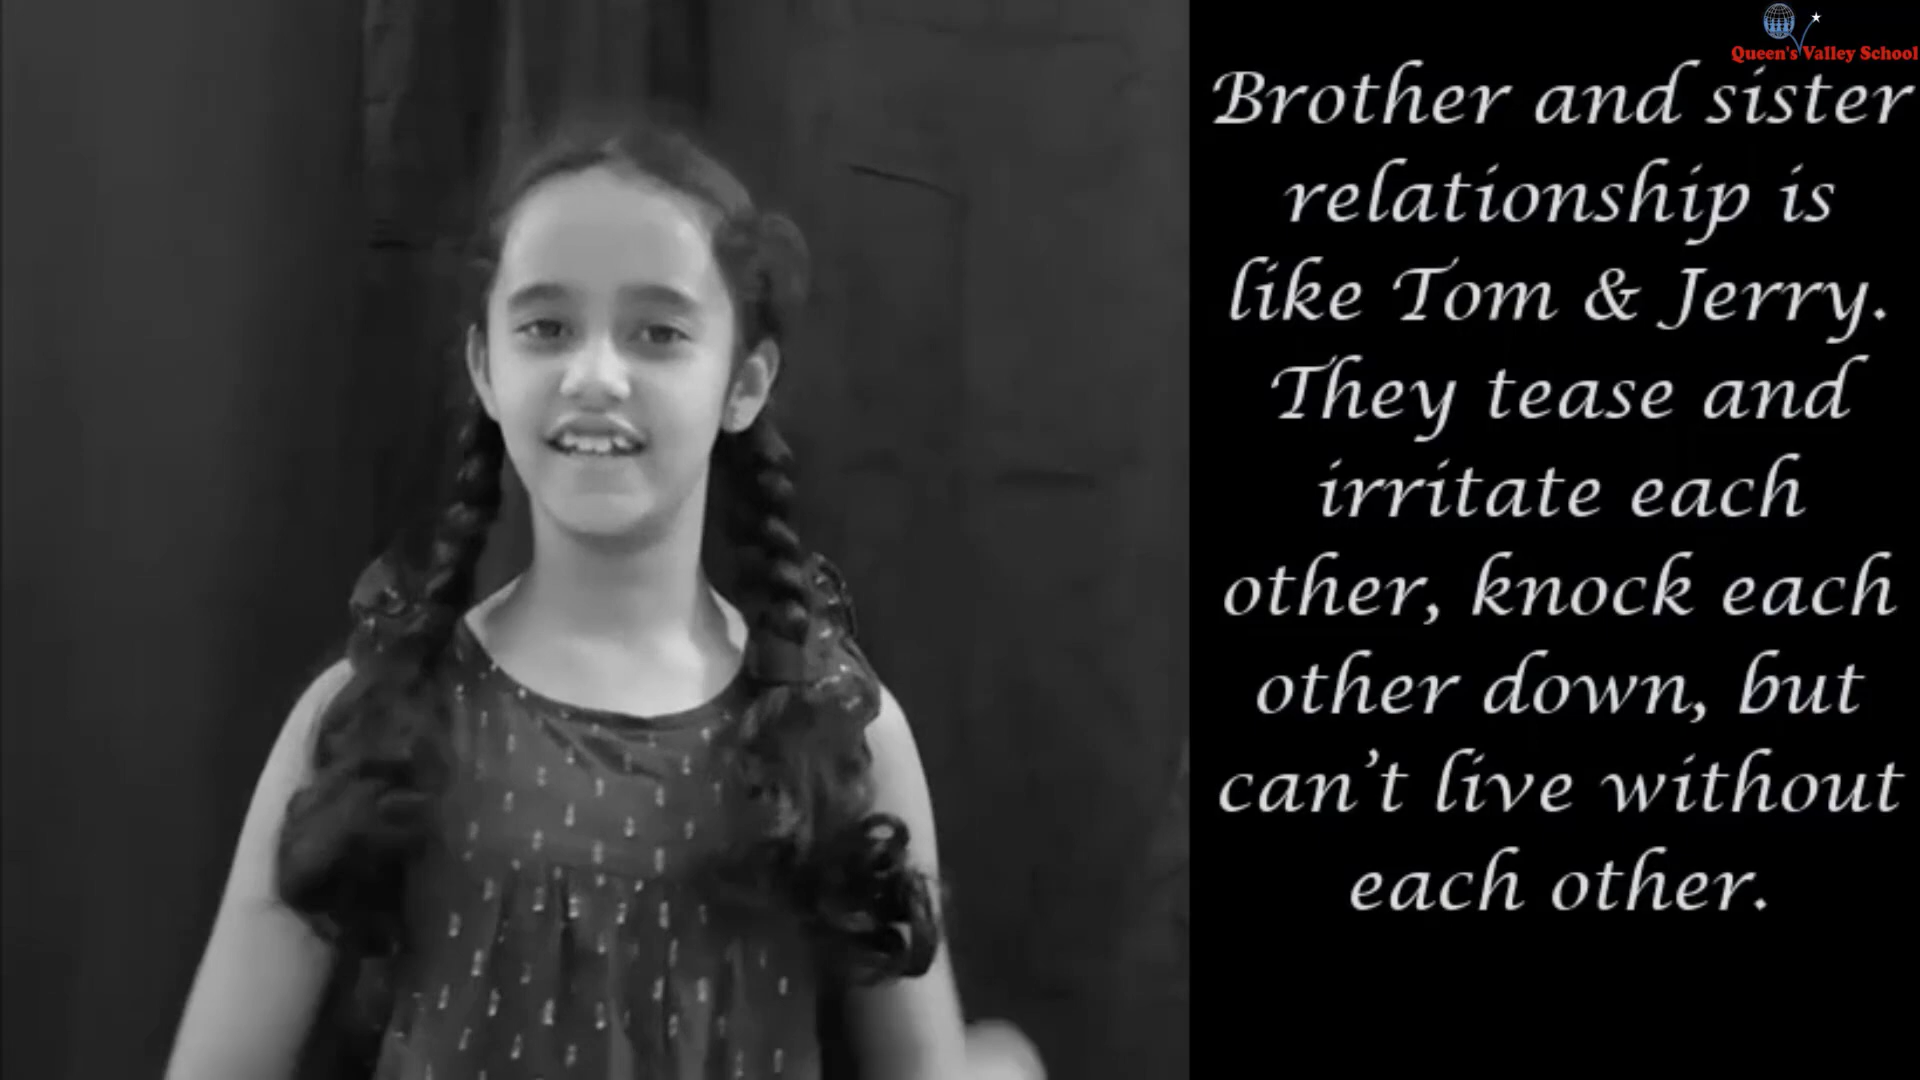 Queen's Valley School
Brother and sister
relationship is
like Tom & Jerry.
They tease and
irritate each
other, knock each
other down, but
can't live without
each other.